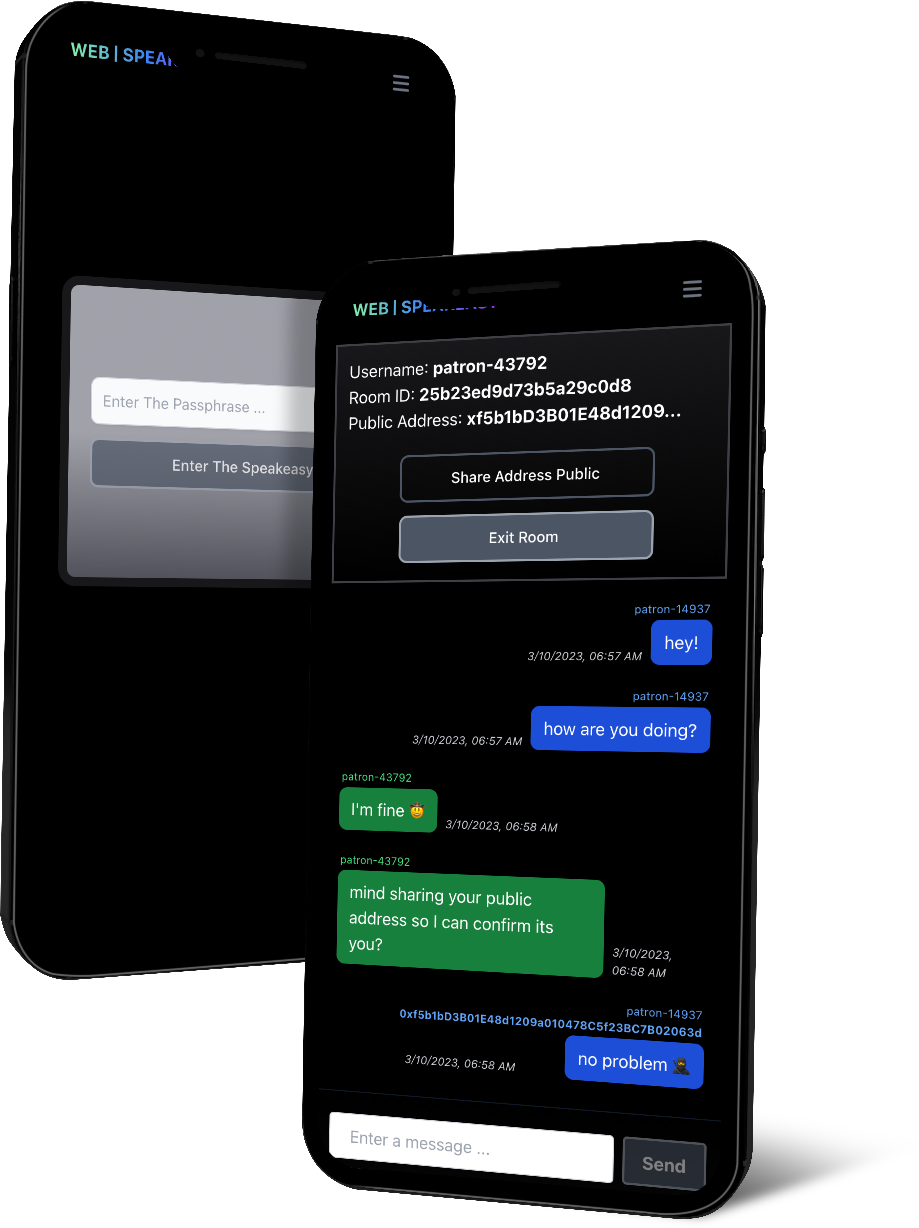 WEB | SPEAK
Enter The Passphrase ...
Enter The Speakeasy
WEB | SPEAKEASY
Username: patron-43792
Room ID: 25b23ed9d73b5a29c0d8
Public Address: xf5b1bD3B01E48d1209...
Share Address Public
Exit Room
patron-14937
hey!
3/10/2023, 06:57 AM
patron-14937
how are you doing?
3/10/2023, 06:57 AM
patron-43792
I'm fine 🤠
3/10/2023, 06:58 AM
patron-43792
mind sharing your public
address so I can confirm its
you?
3/10/2023,
06:58 AM
patron-14937
0xf5b1bD3B01E48d1209a010478C5f23BC7B02063d
no problem 🥷
3/10/2023, 06:58 AM
Enter a message ...
Send